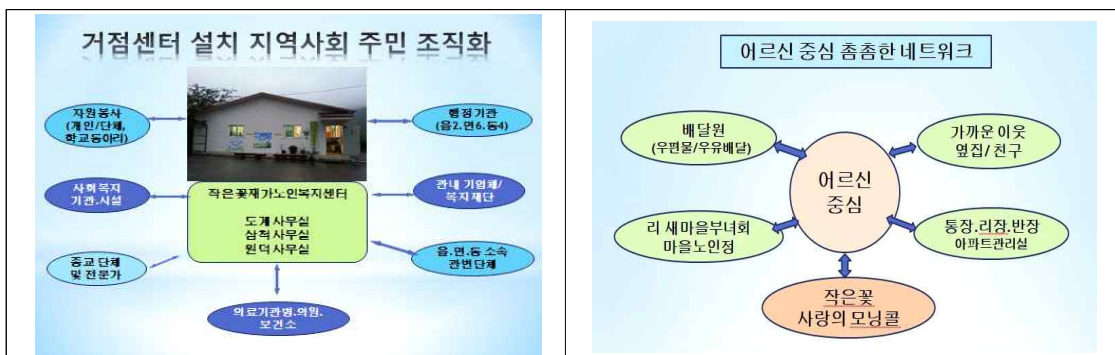 거점센터 설치 지역사회 주민 조직화
자원봉사
(개인/단체,
학교동아리)
행정기관
(읍2.면6.동4)
사회복지
기관.시설
작은꽃재가노인복지센터
도계사무실
삼척사무실
원덕사무실
관내 기업체/
복지재단
종교 단체
및 전문가
읍.면.동 소속
관변단체
의료기관병.의원.
보건소
어르신 중심 촘촘한 네트워크
배달원
(우편물/우유배달)
가까운 이웃
옆집/ 친구
어르신
중심
리 새마을부녀회
마을노인정
통장.리장.반장
아파트관리실
작은꽃
사랑의 모닝콜